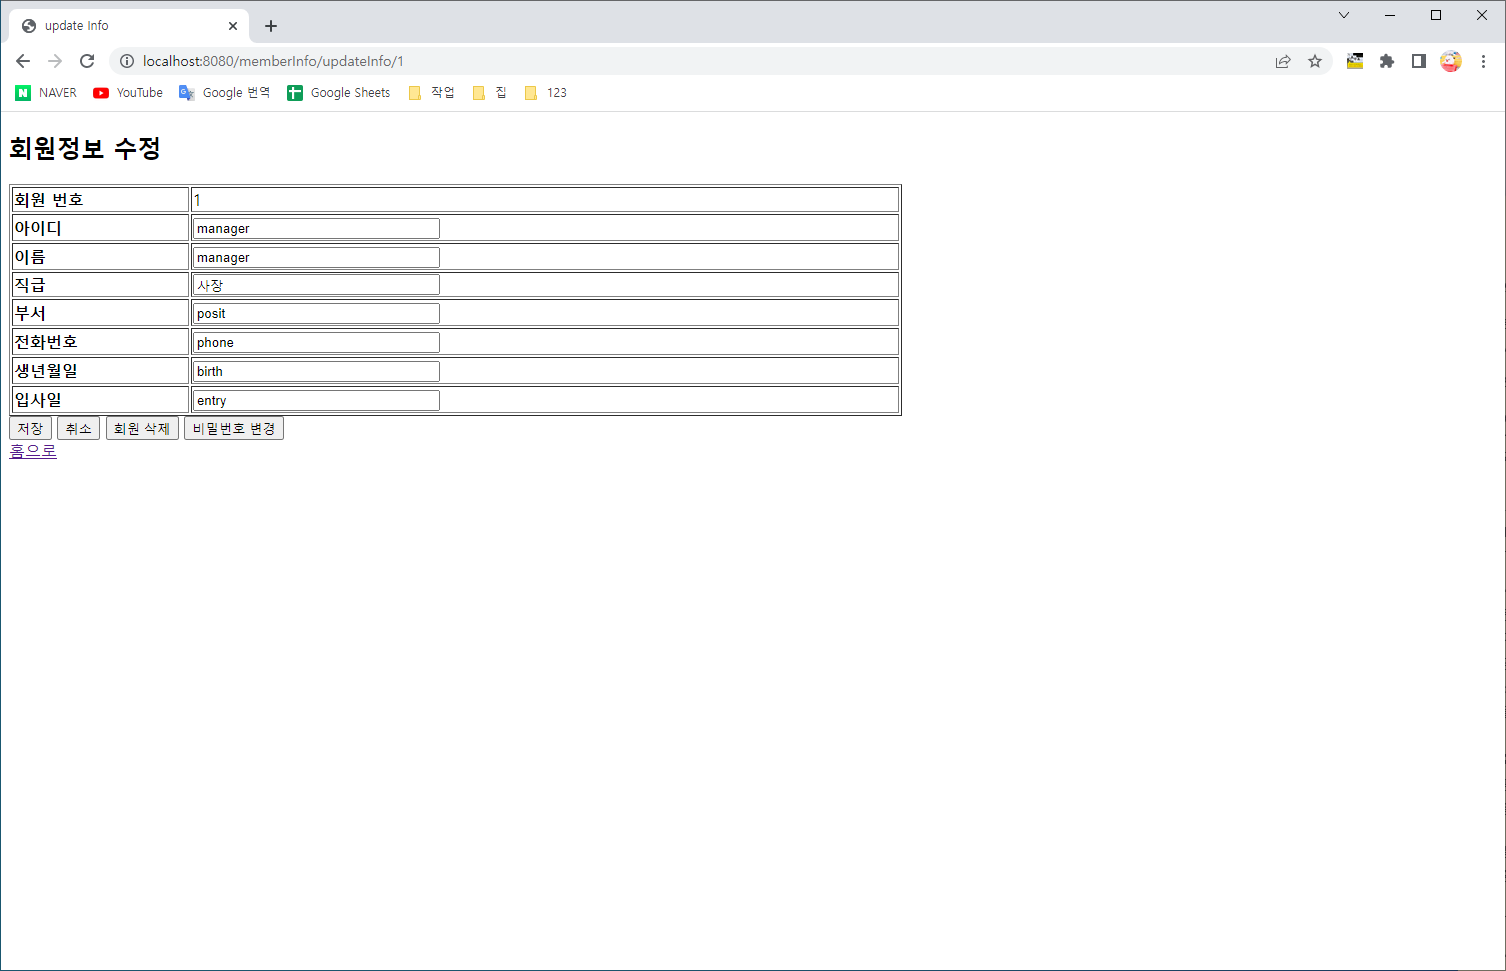 update Info
localhost:8080/memberInfo/updateInfo/1
NAVER YouTube Google 번역 Google Sheets 작업 집 123
회원정보 수정
회원 번호 1
아이디 manager
이름 manager
직급 사장
부서 posit
전화번호 phone
생년월일 birth
입사일 entry
저장 취소 회원 삭제 비밀번호 변경
홈으로